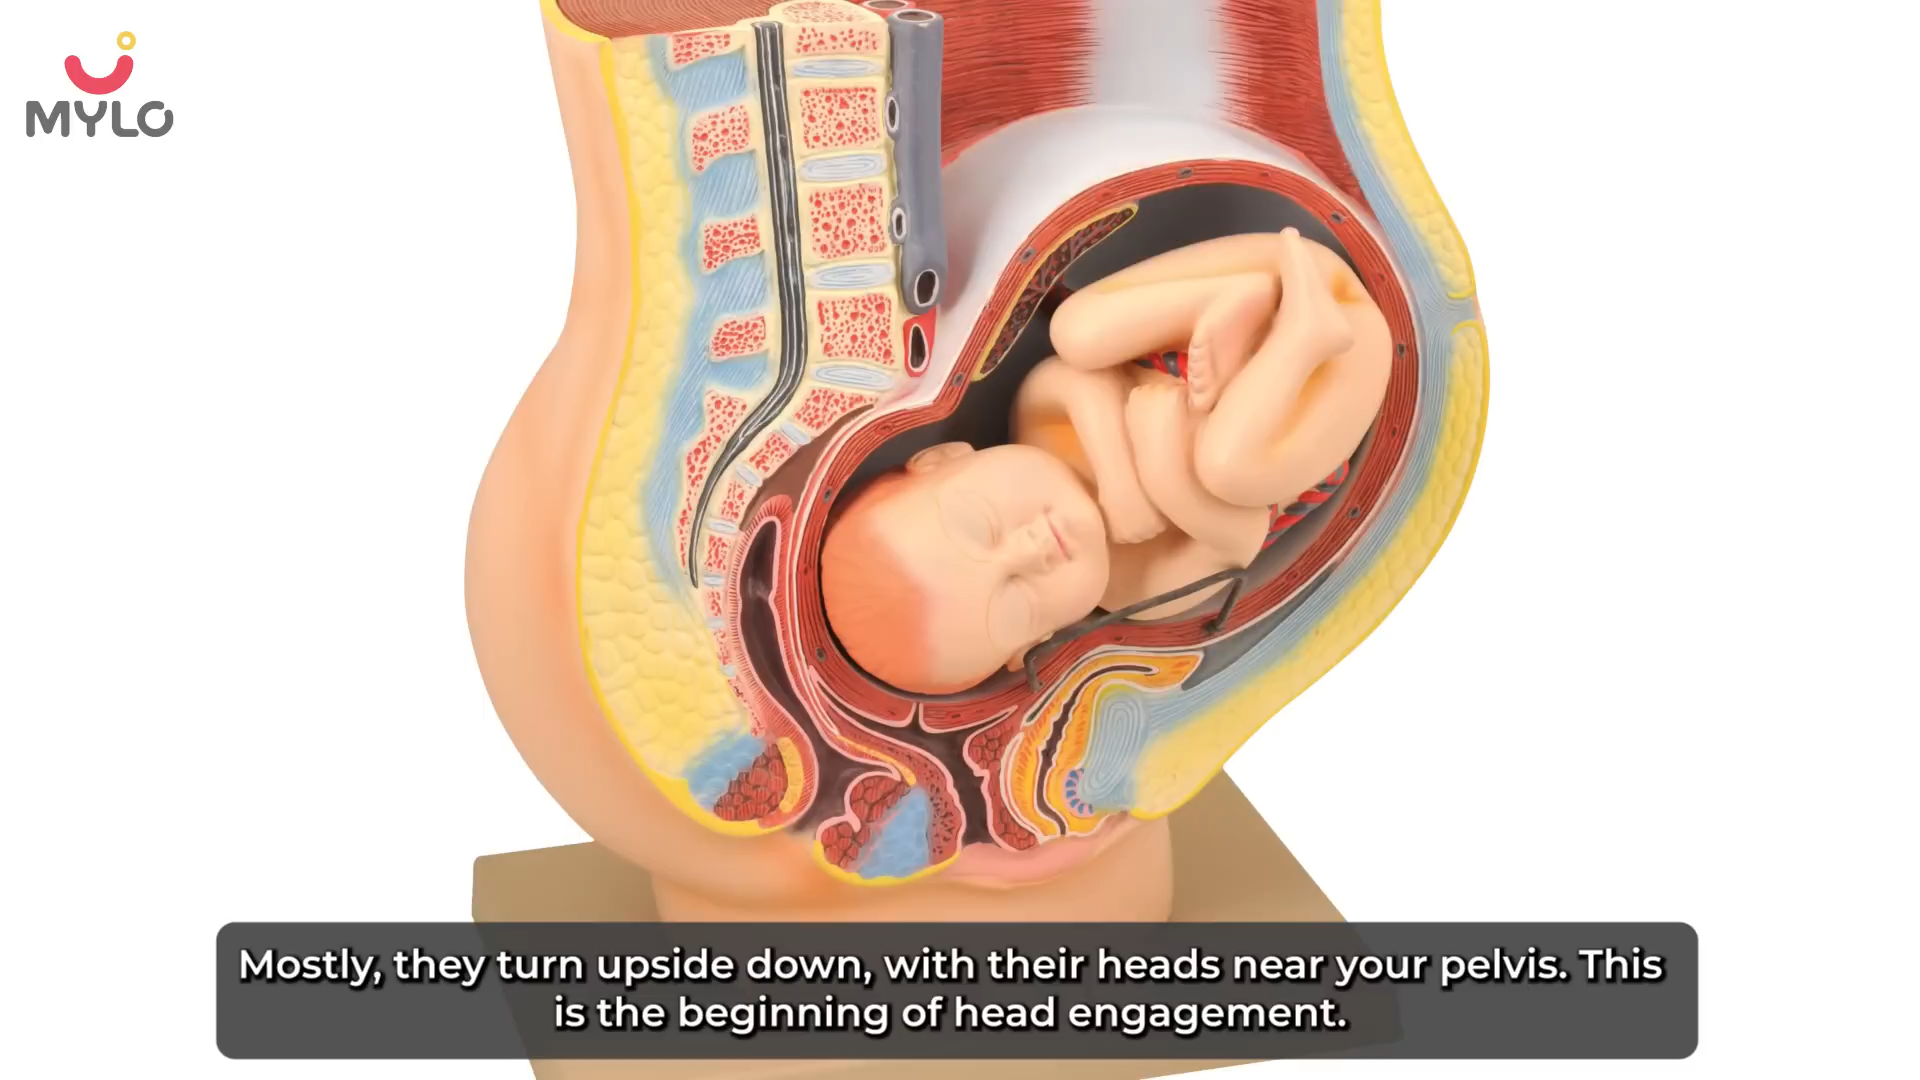 MYLO
Mostly, they turn upside down, with their heads near your pelvis. This
is the beginning of head engagement.